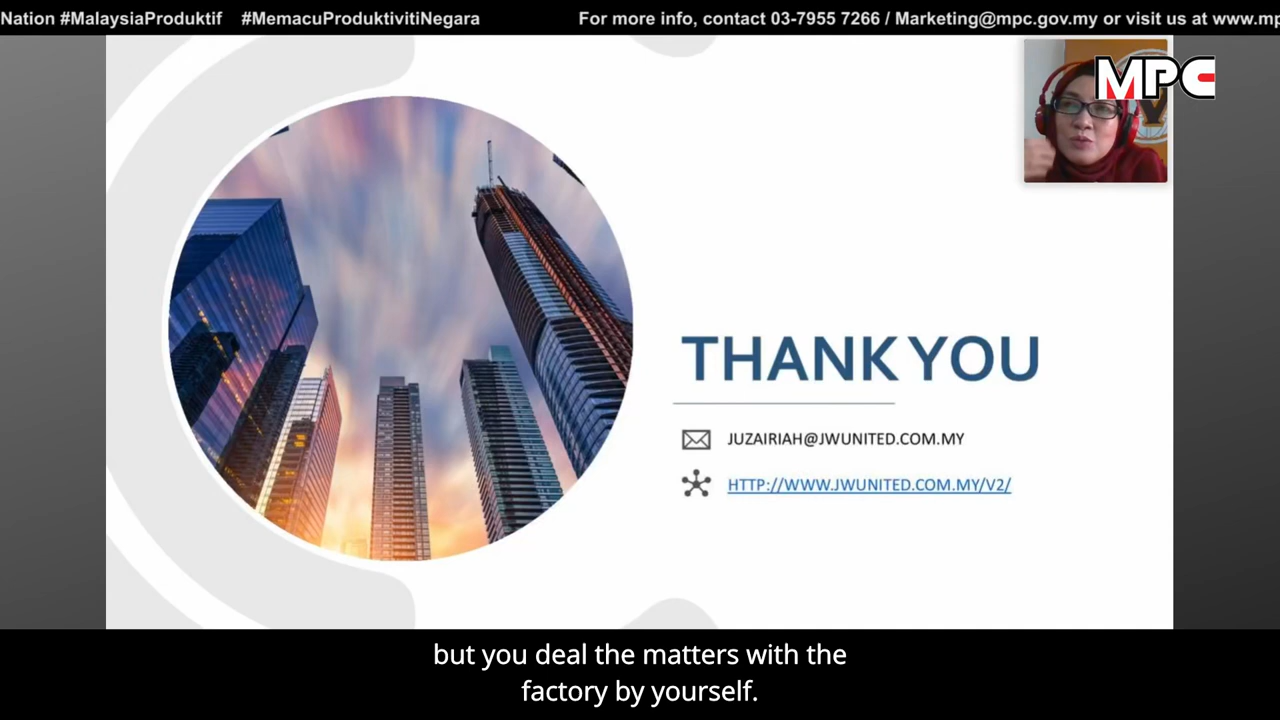 Nation #MalaysiaProduktif #MemacuProduktivitiNegara For more info, contact 03-7955 7266 / Marketing@mpc.gov.my or visit us at www.mp
MPC
THANK YOU
JUZAIRIAH@JWUNITED.COM.MY
HTTP://WWW.JWUNITED.COM.MY/V2/
but you deal the matters with the
factory by yourself.